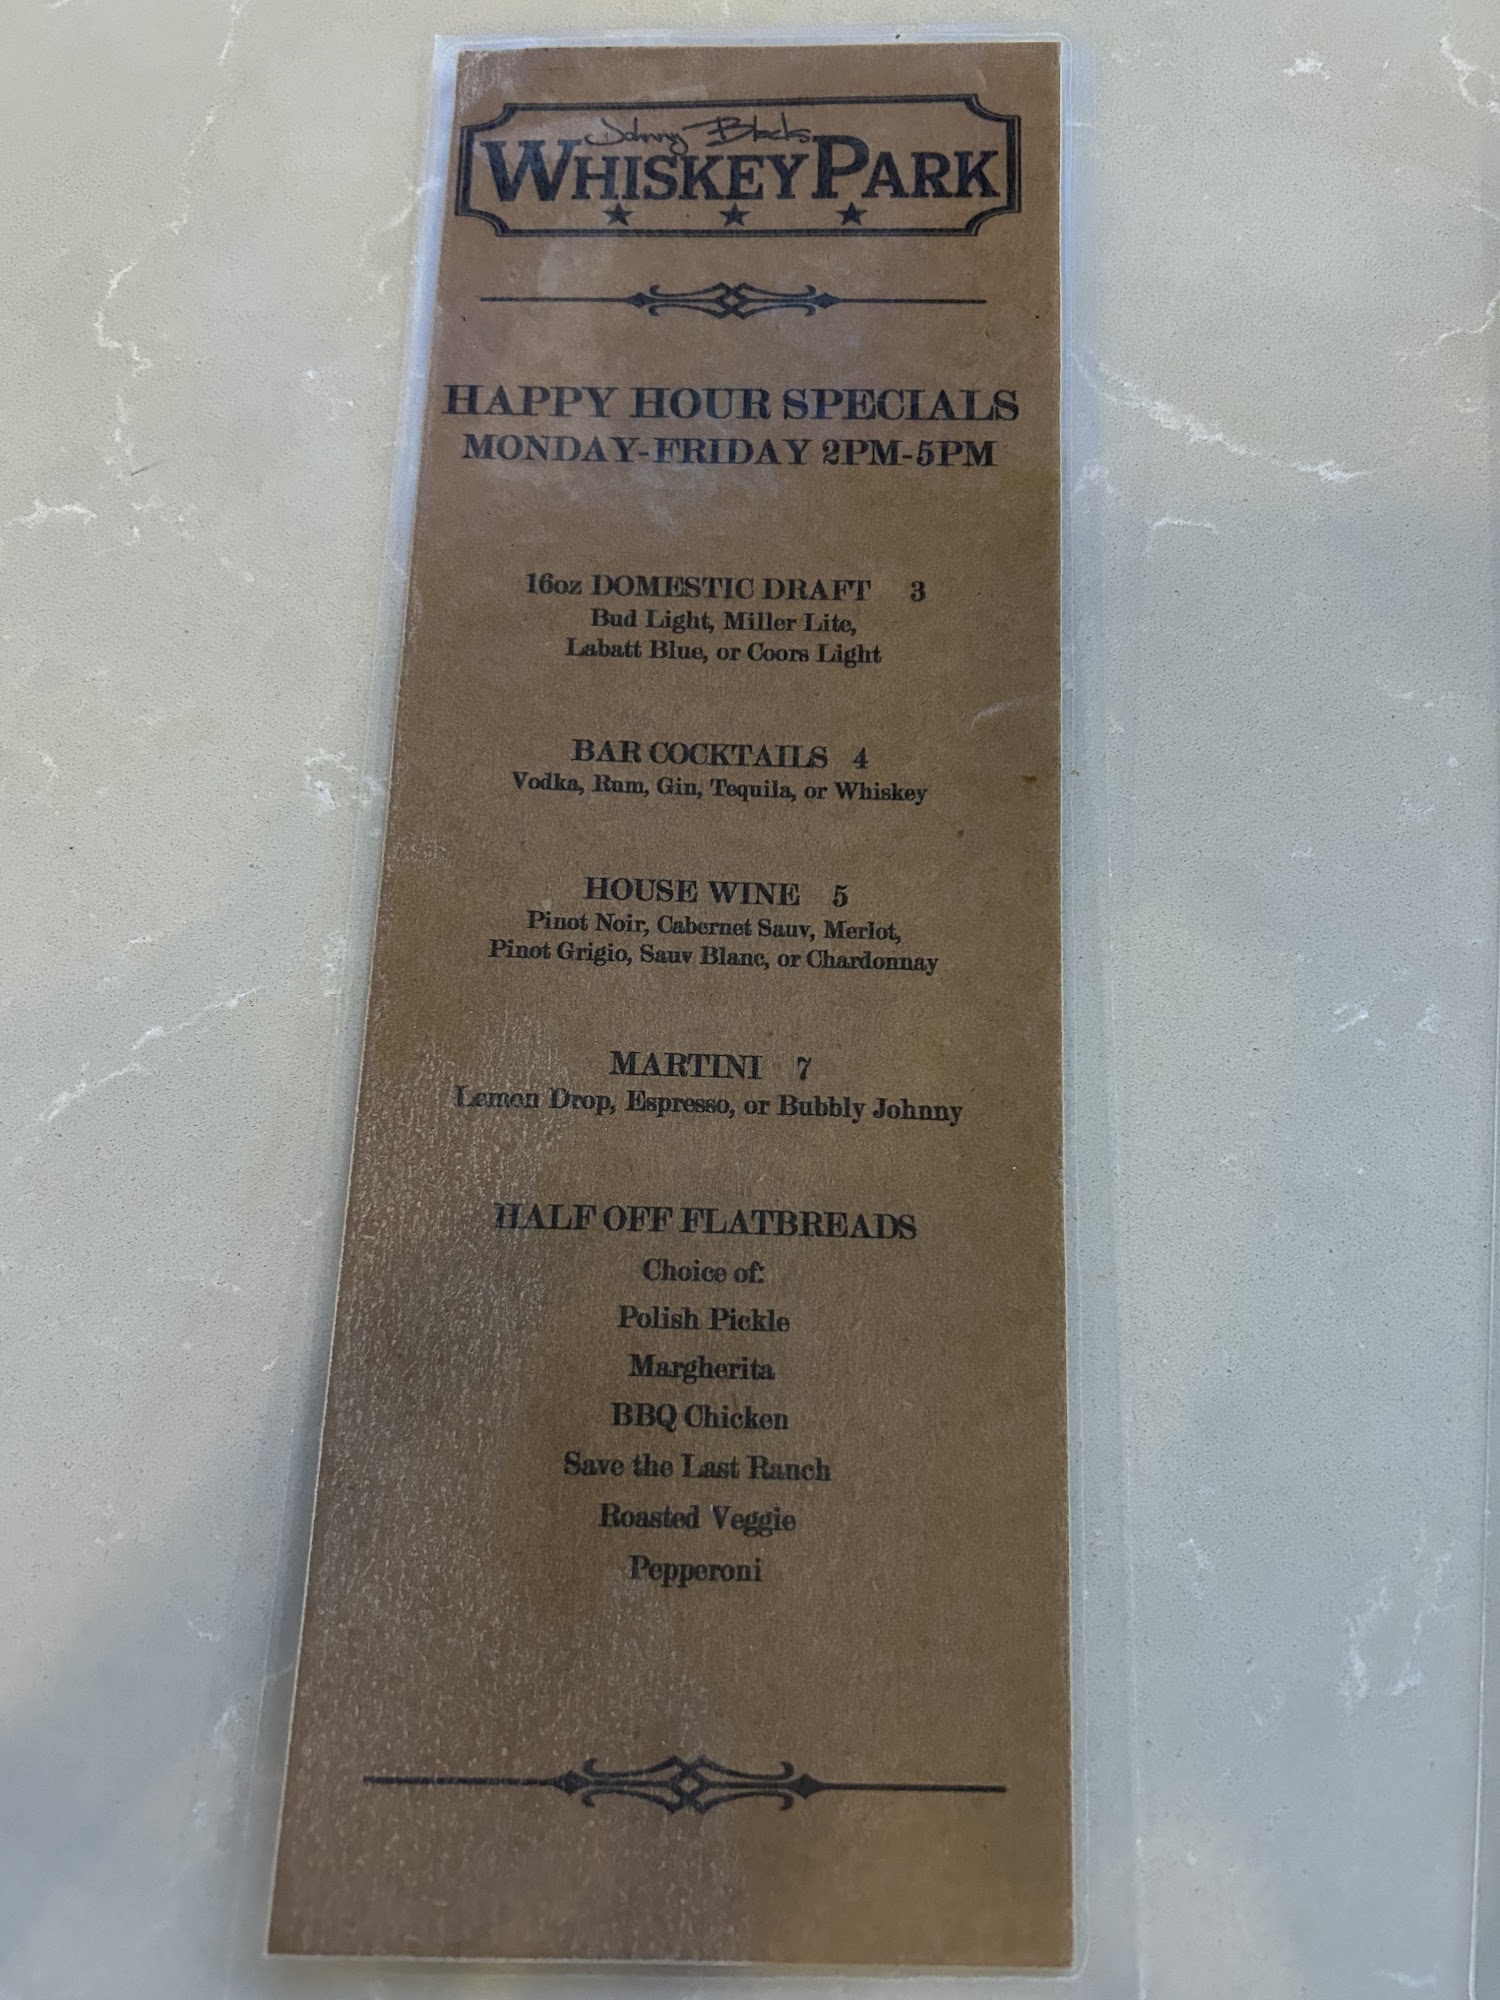 Johnny Black's
WHISKEY PARK
HAPPY HOUR SPECIALS
MONDAY-FRIDAY 2PM-5PM
16oz DOMESTIC DRAFT 3
Bud Light, Miller Lite,
Labatt Blue, or Coors Light
BAR COCKTAILS 4
Vodka, Rum, Gin, Tequila, or Whiskey
HOUSE WINE 5
Pinot Noir, Cabernet Sauv, Merlot,
Pinot Grigio, Sauv Blanc, or Chardonnay
MARTINI 7
Lemon Drop, Espresso, or Bubbly Johnny
HALF OFF FLATBREADS
Choice of:
Polish Pickle
Margherita
BBQ Chicken
Save the Last Ranch
Roasted Veggie
Pepperoni